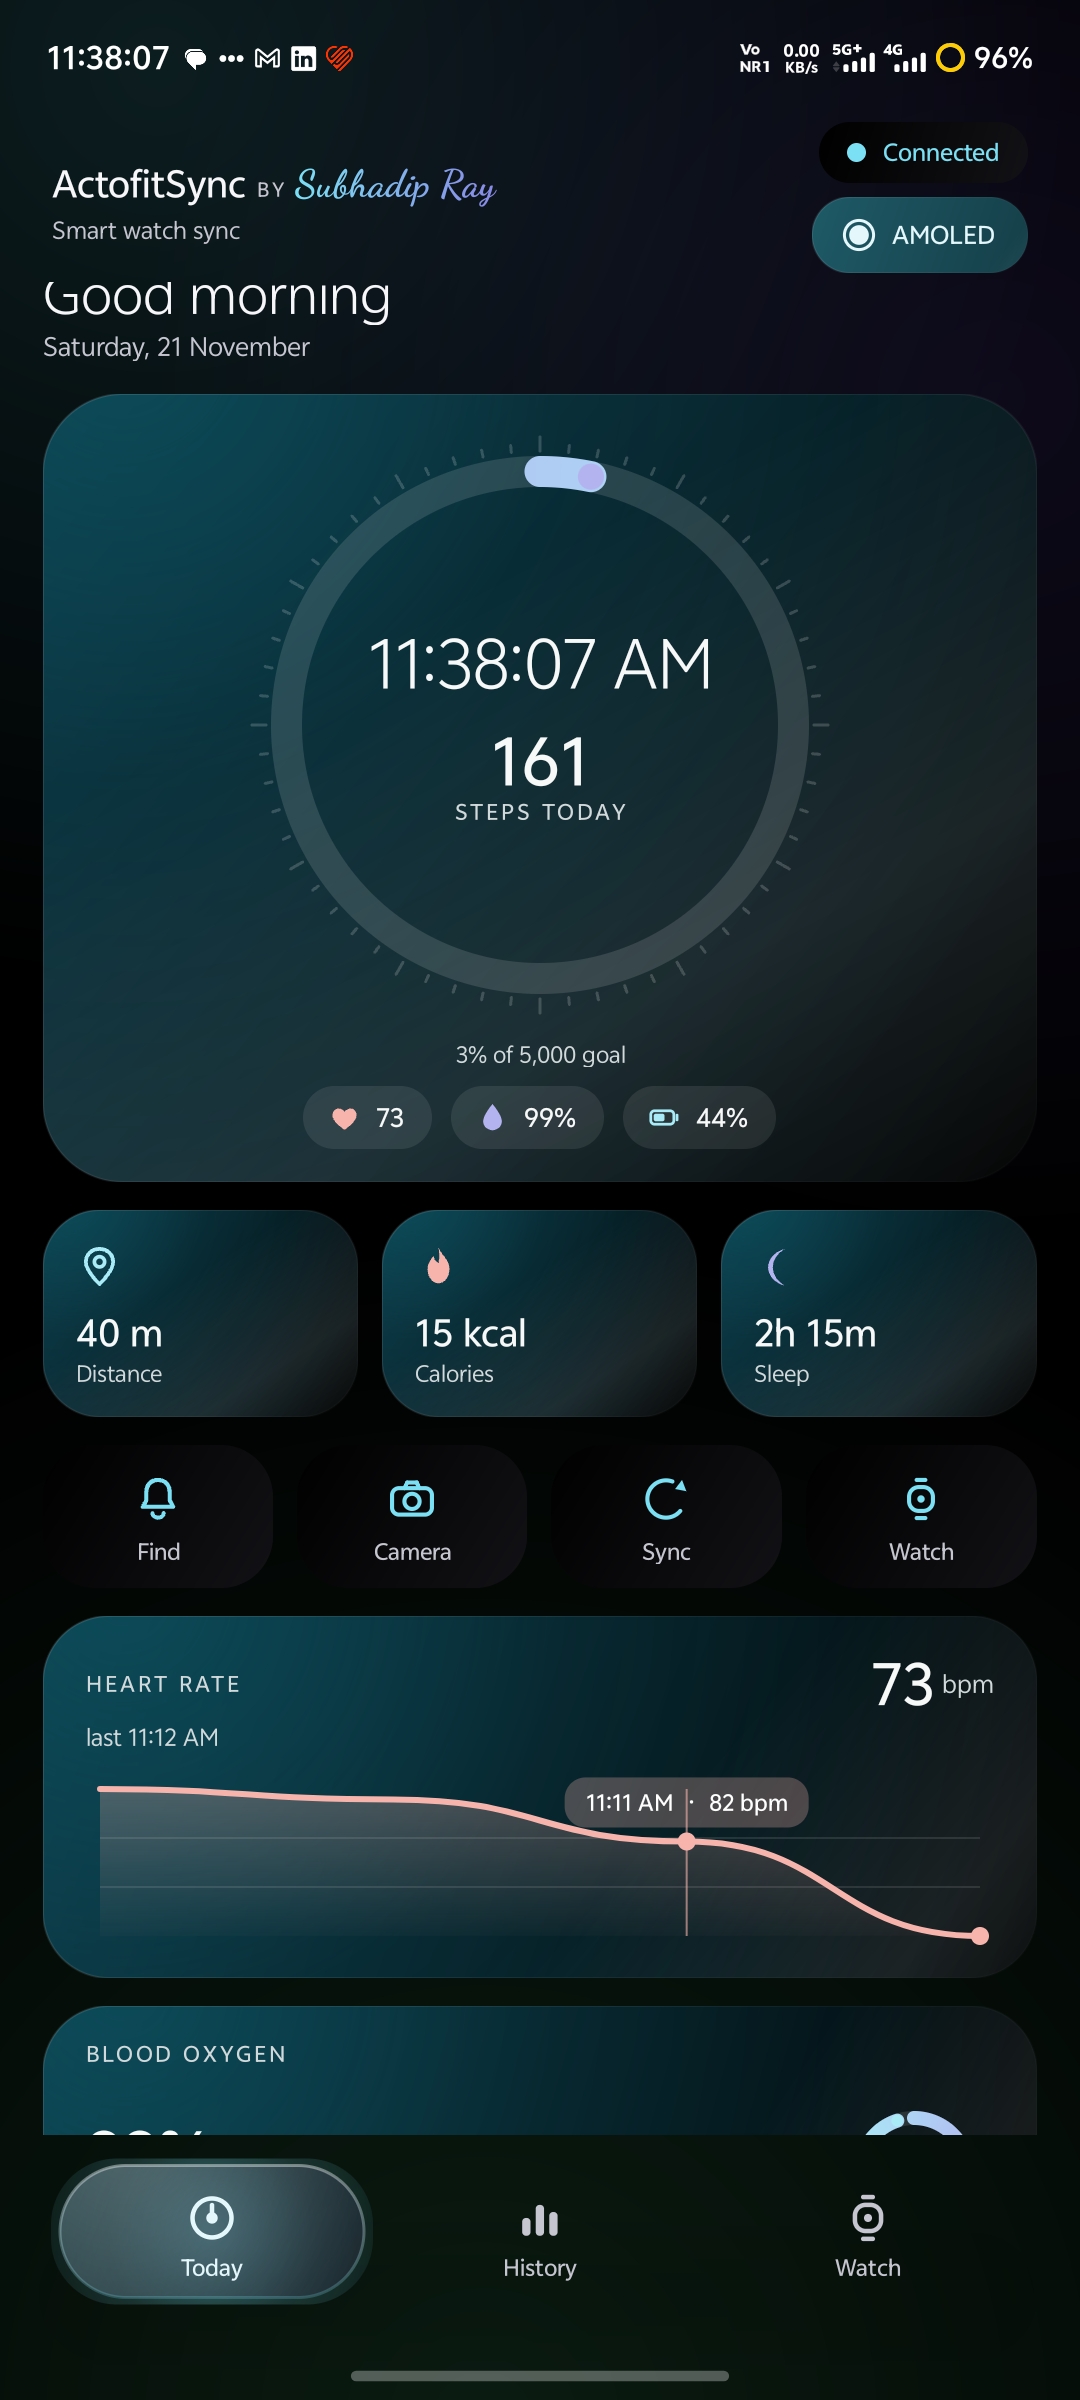 11:38:07
Vo NR1 0.00 KB/s 5G+ 4G 96%
Connected
ActofitSync BY Subhadip Ray
Smart watch sync
AMOLED
Good morning
Saturday, 21 November
11:38:07 AM
161
STEPS TODAY
3% of 5,000 goal
73 99% 44%
40 m
Distance
15 kcal
Calories
2h 15m
Sleep
Find
Camera
Sync
Watch
HEART RATE
73 bpm
last 11:12 AM
11:11 AM · 82 bpm
BLOOD OXYGEN
Today
History
Watch